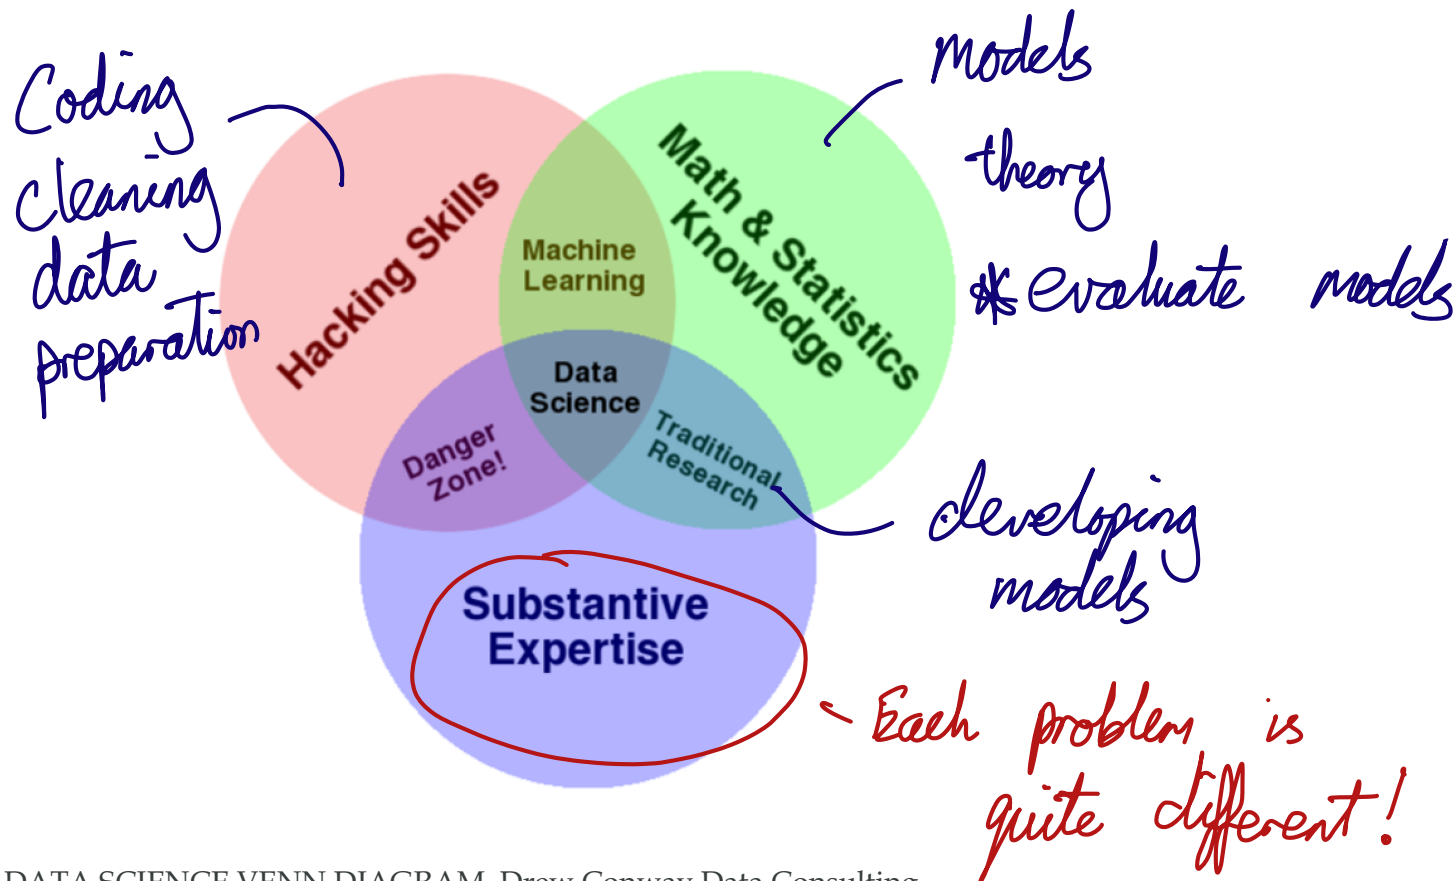 Coding
cleaning
data
preparation
Hacking Skills
Machine
Learning
Math & Statistics
Knowledge
models
theory
* evaluate models
Data
Science
Danger
Zone!
Traditional
Research
developing
models
Substantive
Expertise
Each problem is
quite different!
DATA SCIENCE VENN DIAGRAM, Drew Conway Data Consulting